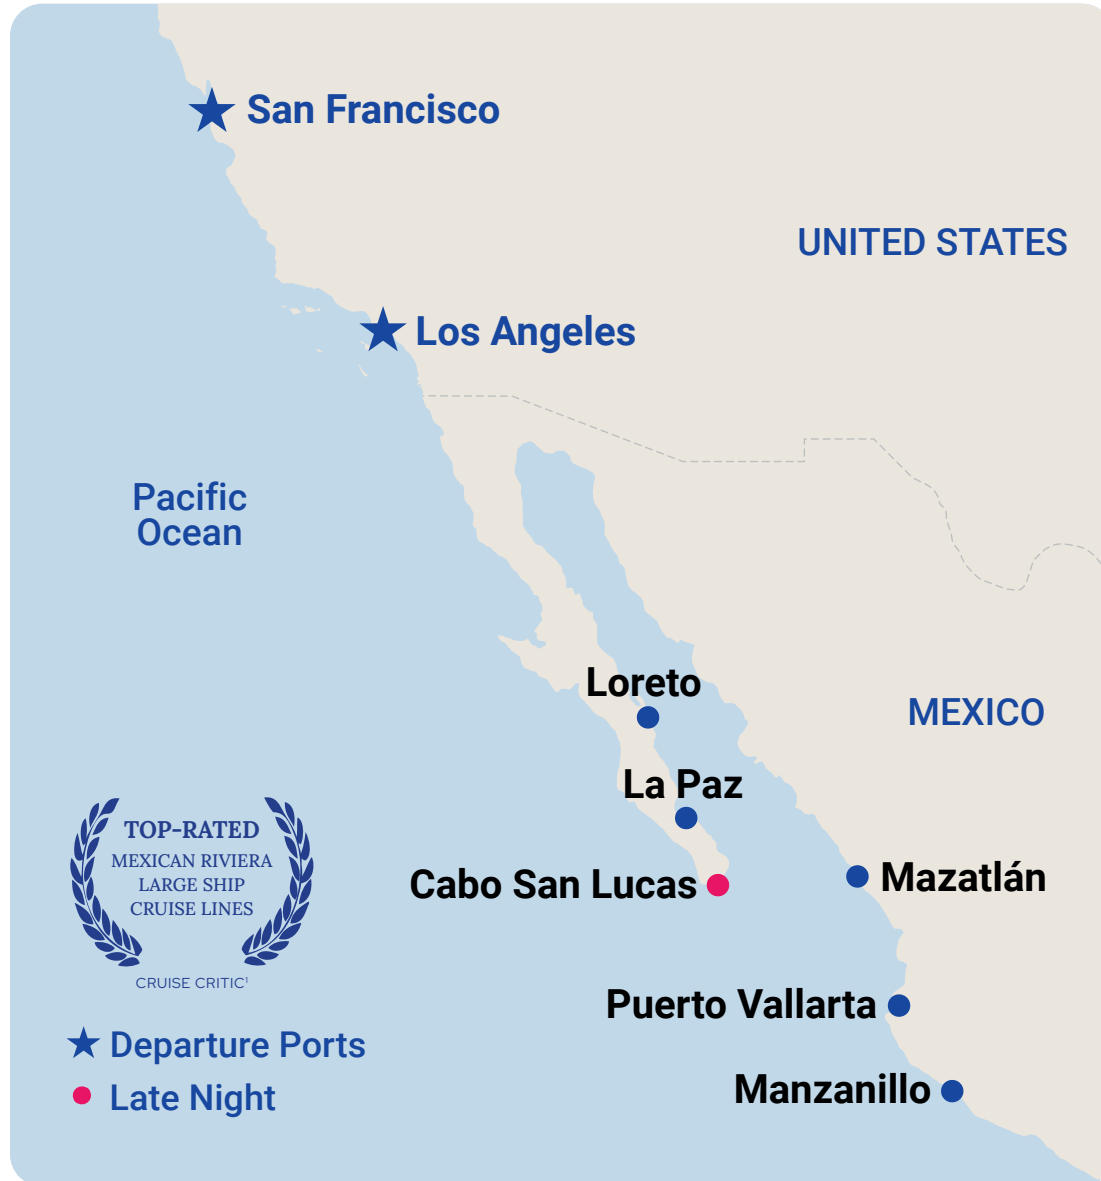 San Francisco
UNITED STATES
Los Angeles
Pacific
Ocean
Loreto
MEXICO
La Paz
TOP-RATED
MEXICAN RIVIERA
LARGE SHIP
CRUISE LINES
CRUISE CRITIC¹
Cabo San Lucas
Mazatlán
Puerto Vallarta
Departure Ports
Manzanillo
Late Night